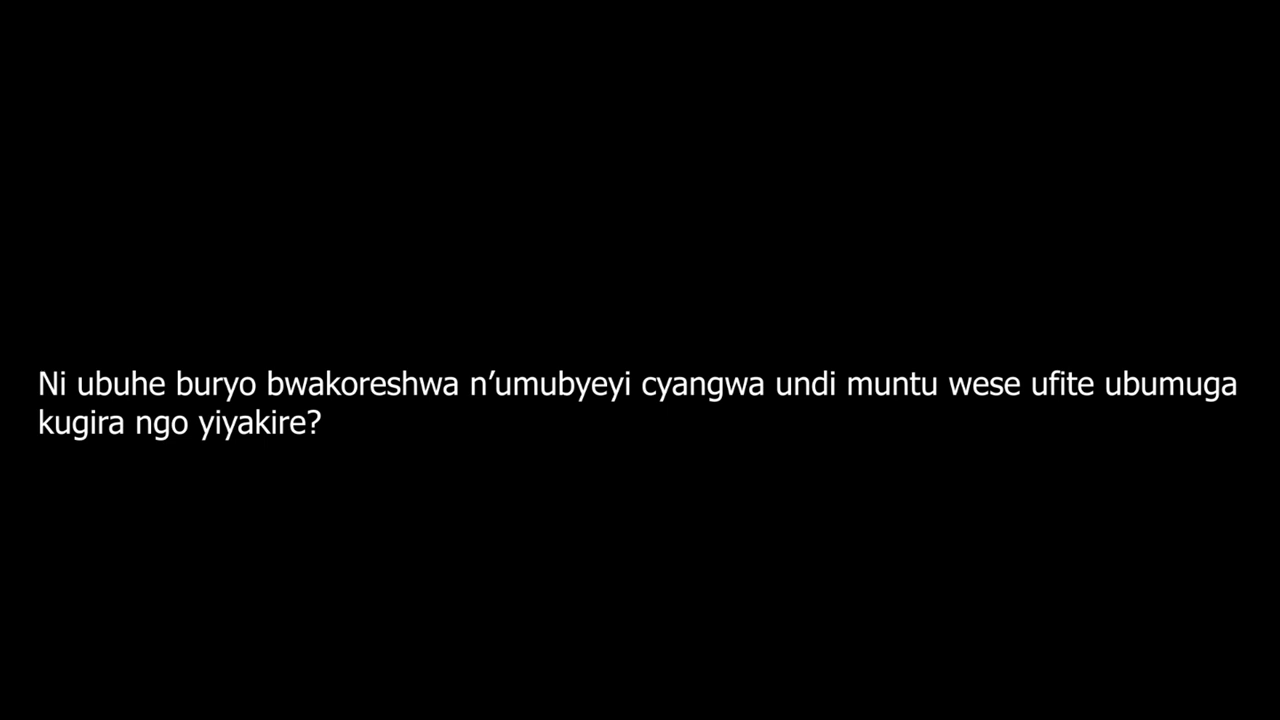 Ni ubuhe buryo bwakoreshwa n’umubyeyi cyangwa undi muntu wese ufite ubumuga
kugira ngo yiyakire?